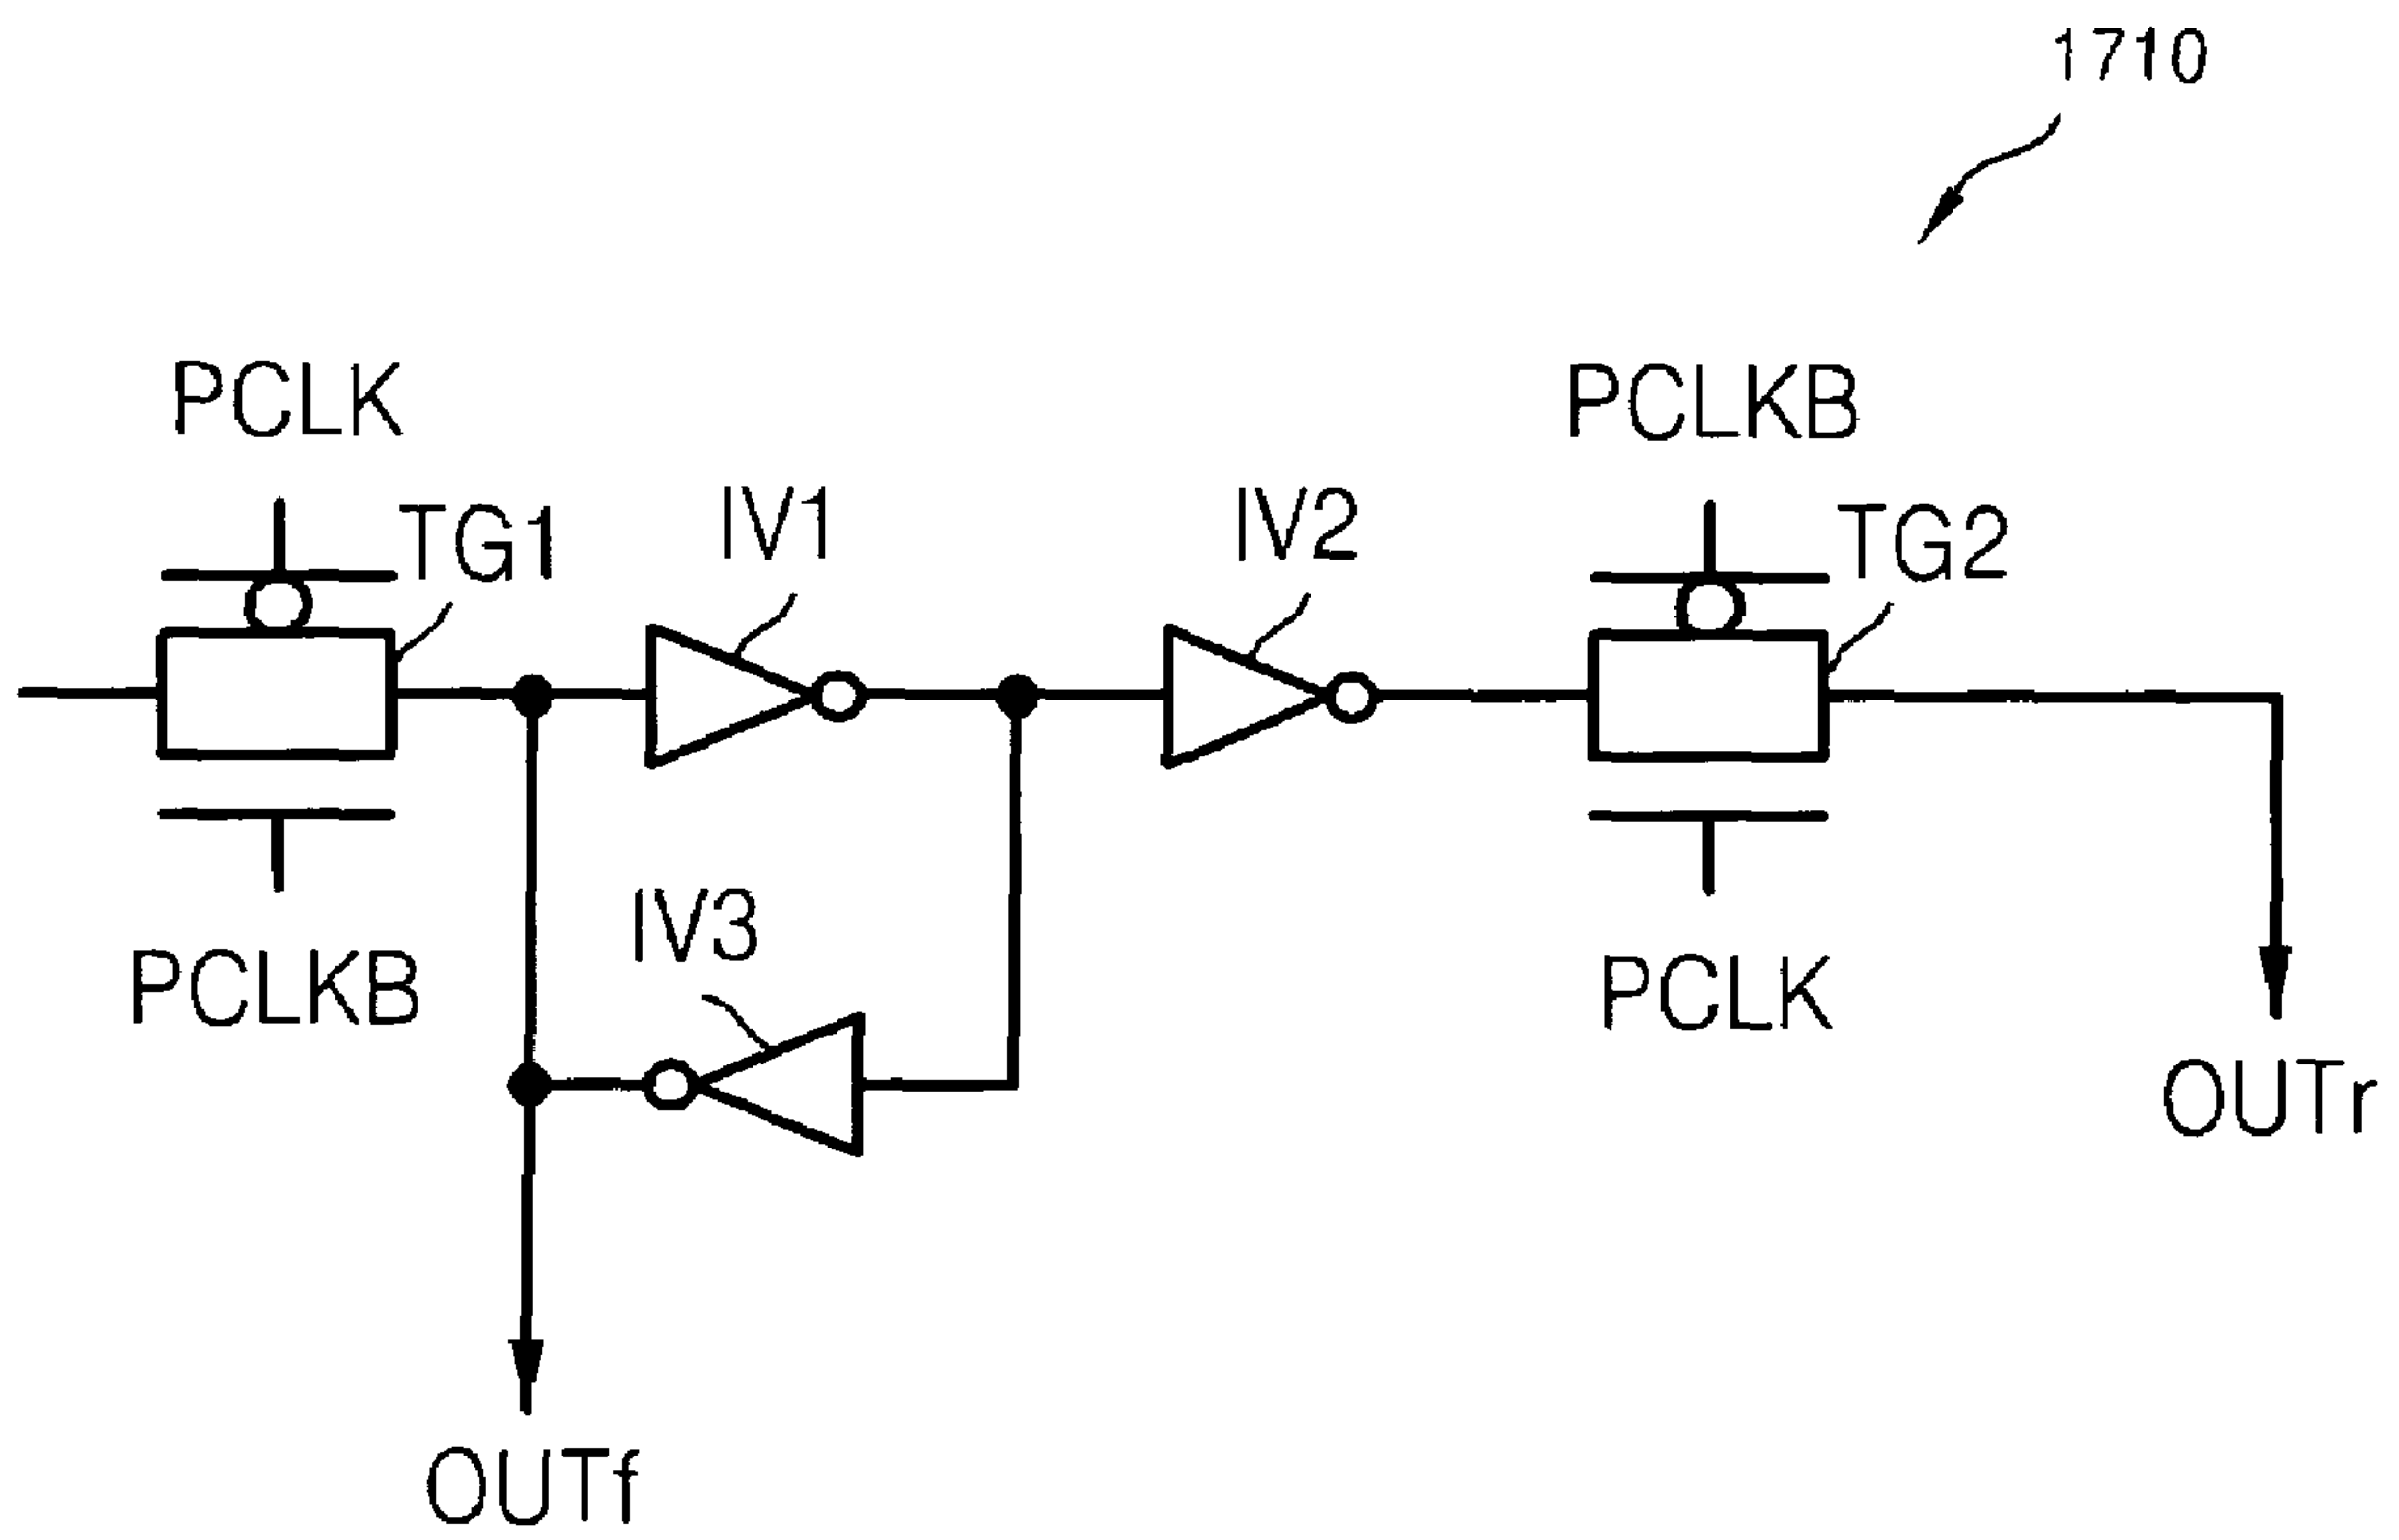 1710
PCLK
PCLKB
TG1
IV1
IV2
TG2
IV3
PCLKB
PCLK
OUTr
OUTf